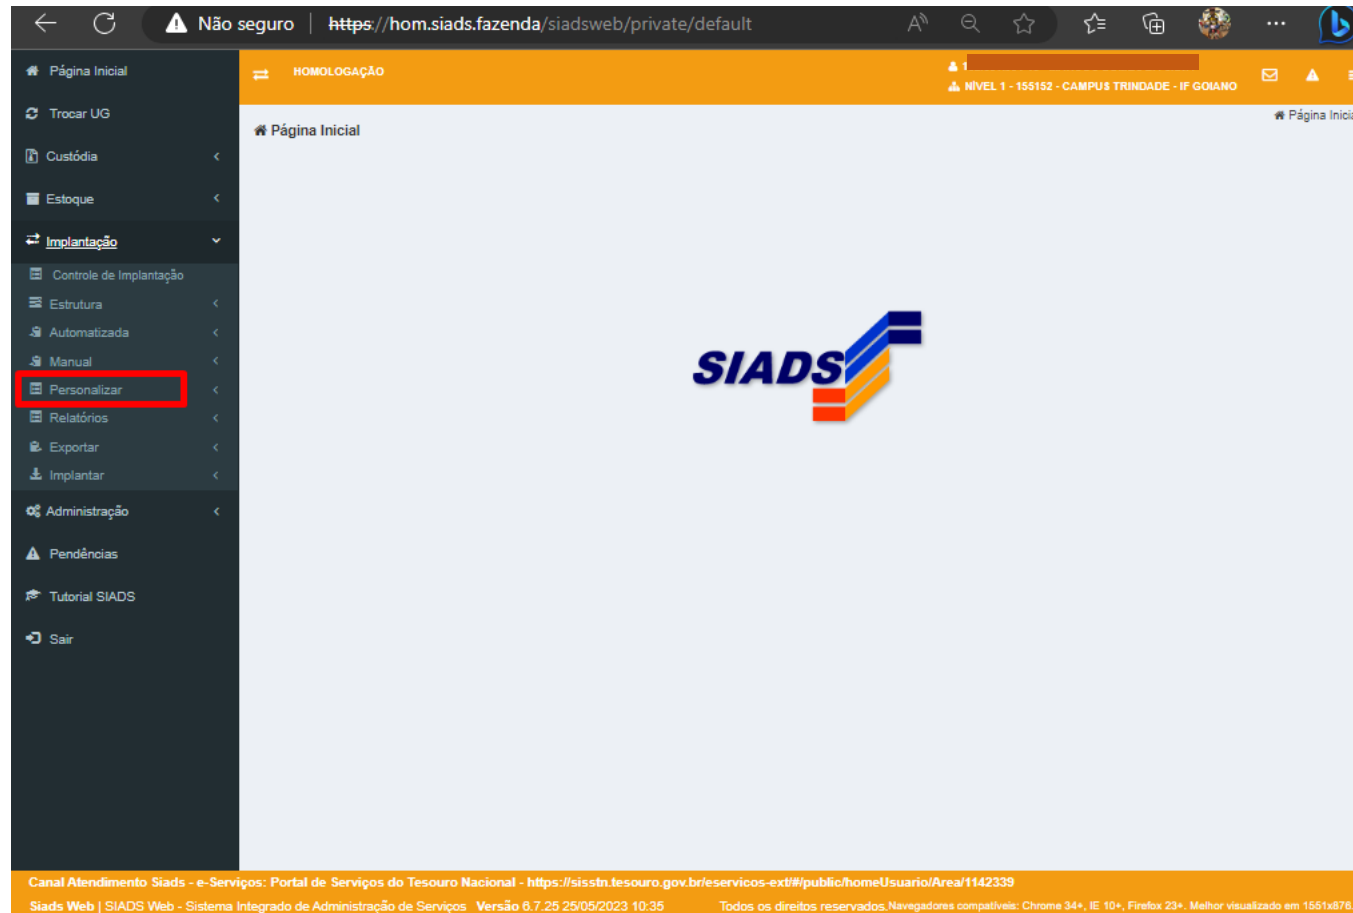 Não seguro | https://hom.siads.fazenda/siadsweb/private/default
Página Inicial
Trocar UG
Custódia
Estoque
Implantação
Controle de Implantação
Estrutura
Automatizada
Manual
Personalizar
Relatórios
Exportar
Implantar
Administração
Pendências
Tutorial SIADS
Sair
HOMOLOGAÇÃO
1
NÍVEL 1 - 155152 - CAMPUS TRINDADE - IF GOIANO
Página Inicial
Página Inicia
SIADS
Canal Atendimento Siads - e-Serviços: Portal de Serviços do Tesouro Nacional - https://sisstn.tesouro.gov.br/eservicos-ext/#/public/homeUsuario/Area/1142339
Siads Web | SIADS Web - Sistema Integrado de Administração de Serviços Versão 6.7.25 25/05/2023 10:35 Todos os direitos reservados. Navegadores compatíveis: Chrome 34+, IE 10+, Firefox 23+. Melhor visualizado em 1551x876.